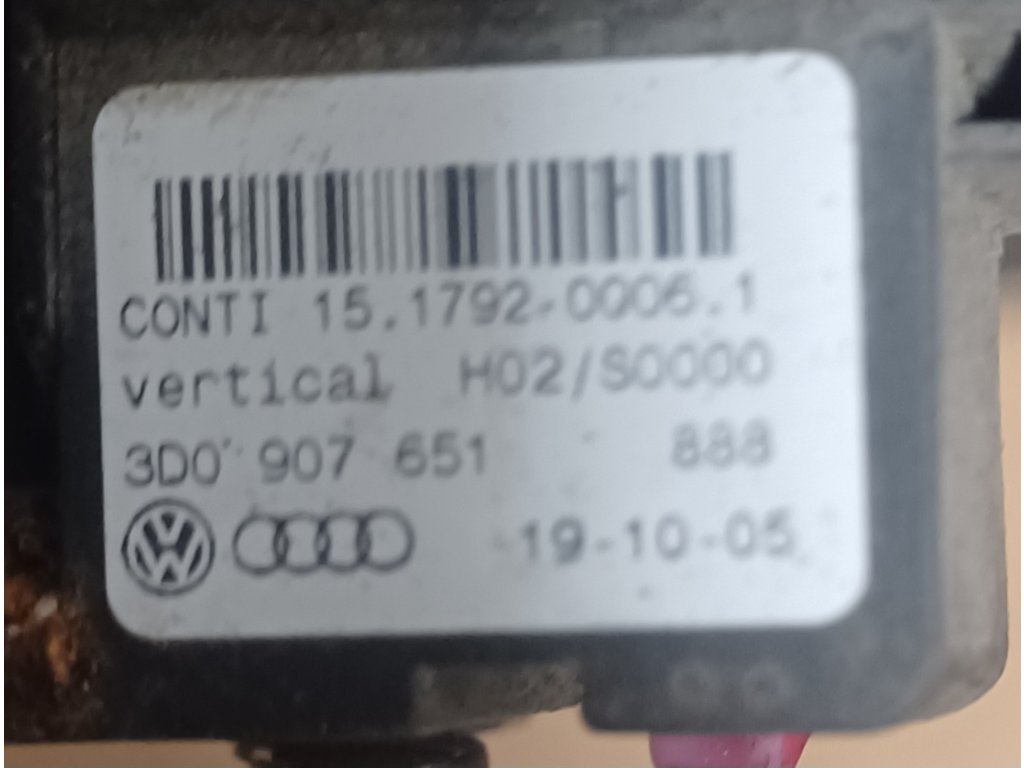 CONTI 15.1792-0006.1
vertical H02/S0000
3D0 907 651 888
19-10-05